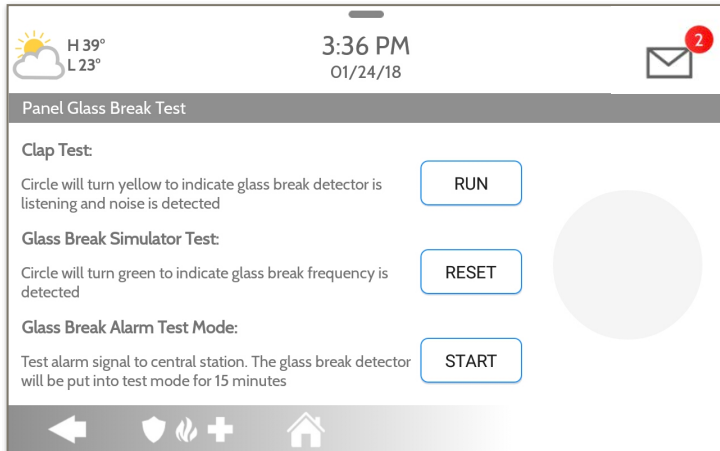 H 39°
L 23°
3:36 PM
01/24/18
2
Panel Glass Break Test
Clap Test:
Circle will turn yellow to indicate glass break detector is
listening and noise is detected
RUN
Glass Break Simulator Test:
Circle will turn green to indicate glass break frequency is
detected
RESET
Glass Break Alarm Test Mode:
Test alarm signal to central station. The glass break detector
will be put into test mode for 15 minutes
START